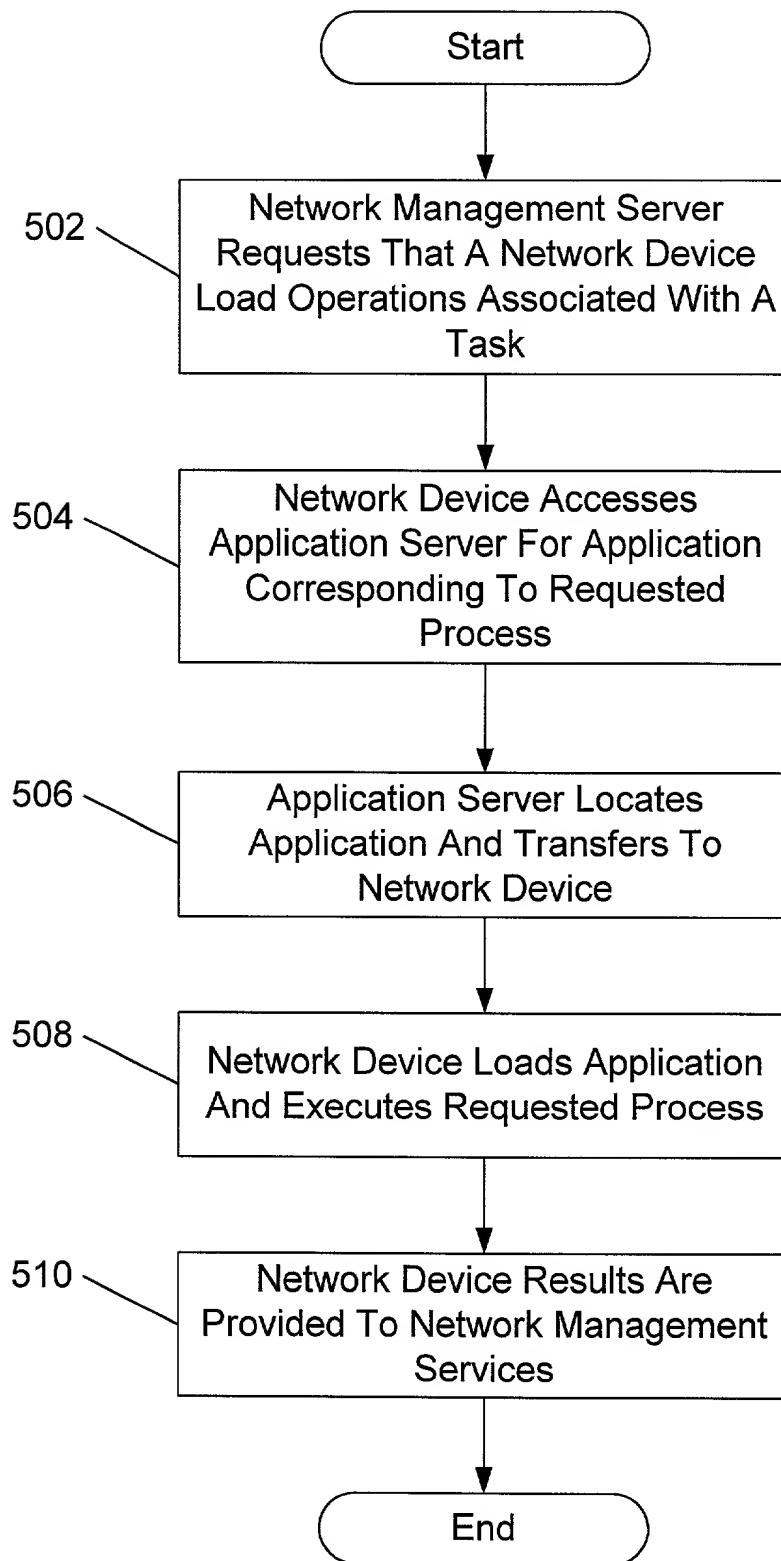 Start
502
Network Management Server
Requests That A Network Device
Load Operations Associated With A
Task
504
Network Device Accesses
Application Server For Application
Corresponding To Requested
Process
506
Application Server Locates
Application And Transfers To
Network Device
508
Network Device Loads Application
And Executes Requested Process
510
Network Device Results Are
Provided To Network Management
Services
End